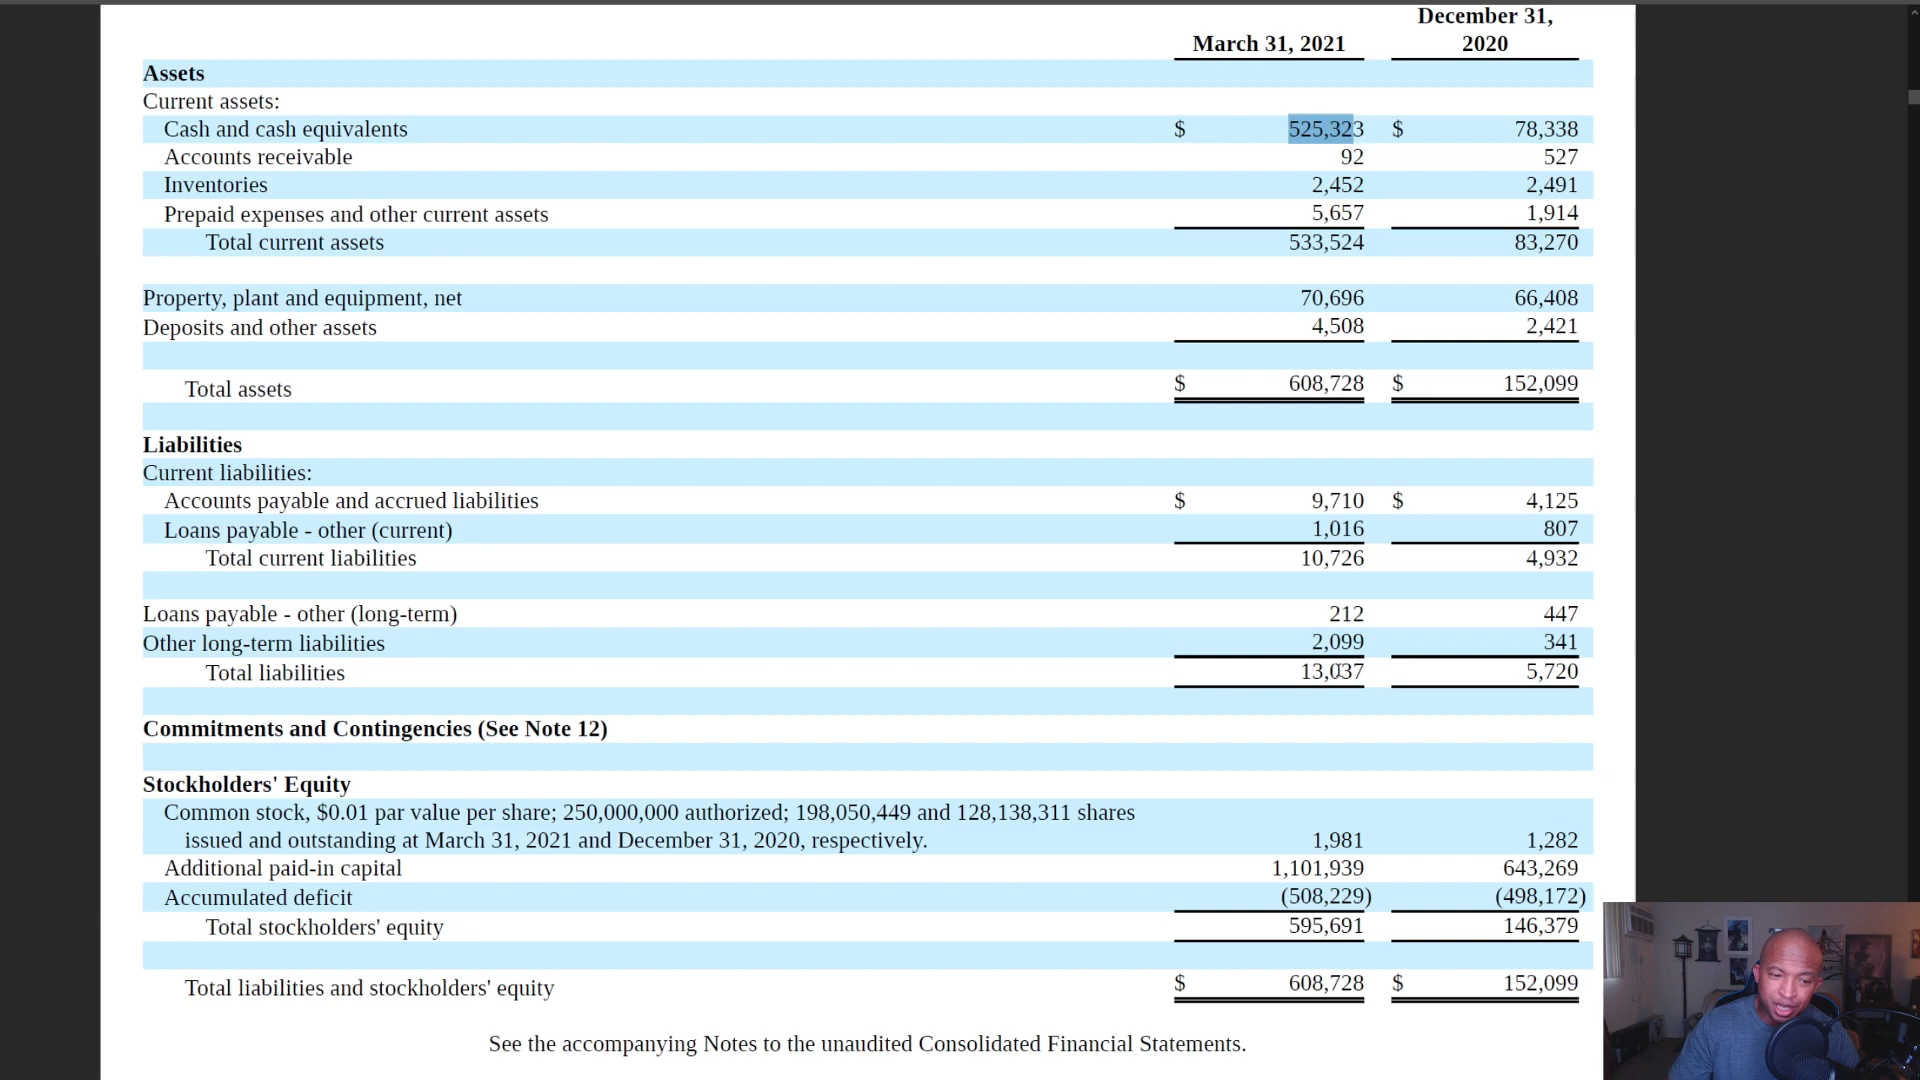 December 31,
March 31, 2021 2020
Assets
Current assets:
Cash and cash equivalents $ 525,323 $ 78,338
Accounts receivable 92 527
Inventories 2,452 2,491
Prepaid expenses and other current assets 5,657 1,914
Total current assets 533,524 83,270
Property, plant and equipment, net 70,696 66,408
Deposits and other assets 4,508 2,421
Total assets $ 608,728 $ 152,099
Liabilities
Current liabilities:
Accounts payable and accrued liabilities $ 9,710 $ 4,125
Loans payable - other (current) 1,016 807
Total current liabilities 10,726 4,932
Loans payable - other (long-term) 212 447
Other long-term liabilities 2,099 341
Total liabilities 13,037 5,720
Commitments and Contingencies (See Note 12)
Stockholders' Equity
Common stock, $0.01 par value per share; 250,000,000 authorized; 198,050,449 and 128,138,311 shares
issued and outstanding at March 31, 2021 and December 31, 2020, respectively. 1,981 1,282
Additional paid-in capital 1,101,939 643,269
Accumulated deficit (508,229) (498,172)
Total stockholders' equity 595,691 146,379
Total liabilities and stockholders' equity $ 608,728 $ 152,099
See the accompanying Notes to the unaudited Consolidated Financial Statements.